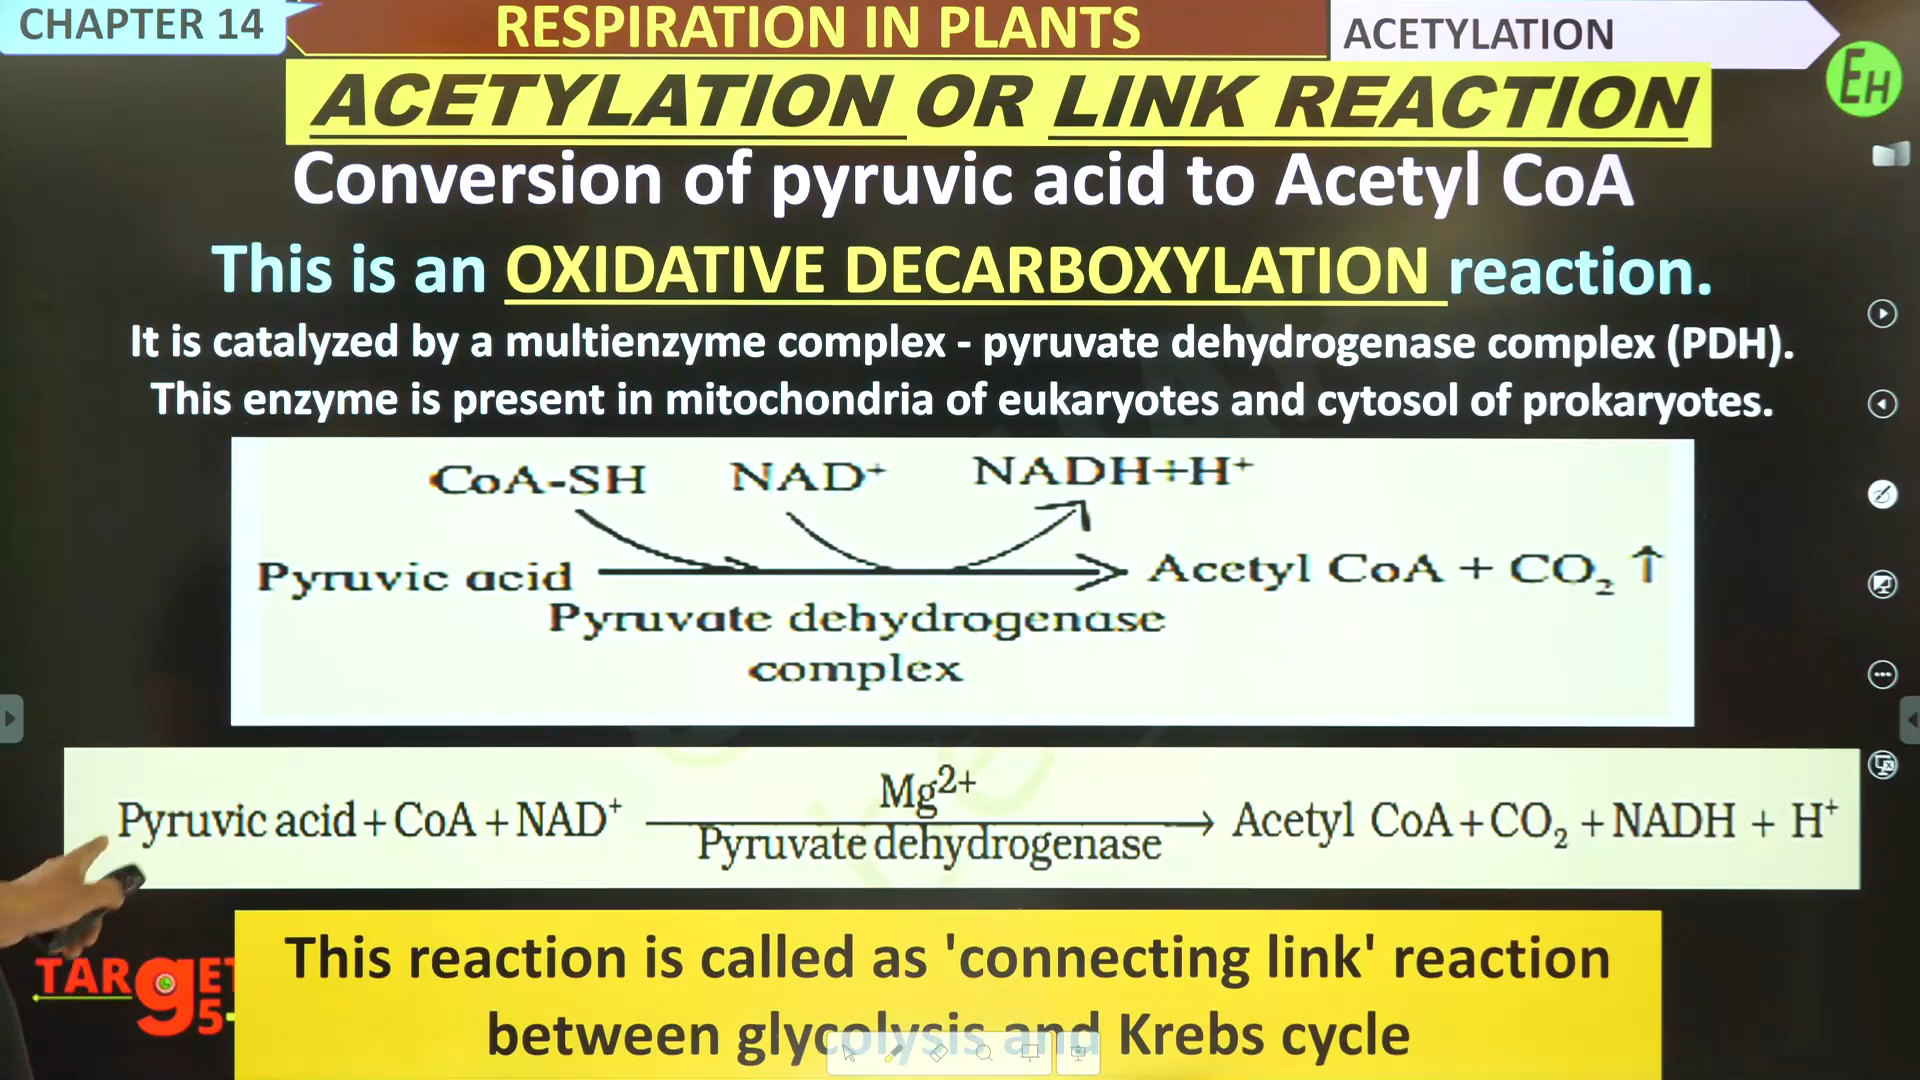 CHAPTER 14
RESPIRATION IN PLANTS
ACETYLATION
EH
ACETYLATION OR LINK REACTION
Conversion of pyruvic acid to Acetyl CoA
This is an OXIDATIVE DECARBOXYLATION reaction.
It is catalyzed by a multienzyme complex - pyruvate dehydrogenase complex (PDH).
This enzyme is present in mitochondria of eukaryotes and cytosol of prokaryotes.
CoA-SH NAD⁺ NADH+H⁺
Pyruvic acid Acetyl CoA + CO₂ ↑
Pyruvate dehydrogenase
complex
Mg²⁺
Pyruvic acid + CoA + NAD⁺ → Acetyl CoA + CO₂ + NADH + H⁺
Pyruvate dehydrogenase
TARgET
5
This reaction is called as 'connecting link' reaction
between glycolysis and Krebs cycle